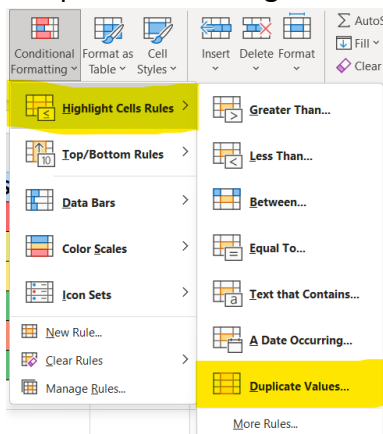 AutoS
Conditional Formatting
Format as Table
Cell Styles
Insert
Delete
Format
Fill
Clear
Highlight Cells Rules
Top/Bottom Rules
Data Bars
Color Scales
Icon Sets
New Rule...
Clear Rules
Manage Rules...
Greater Than...
Less Than...
Between...
Equal To...
Text that Contains...
A Date Occurring...
Duplicate Values...
More Rules...